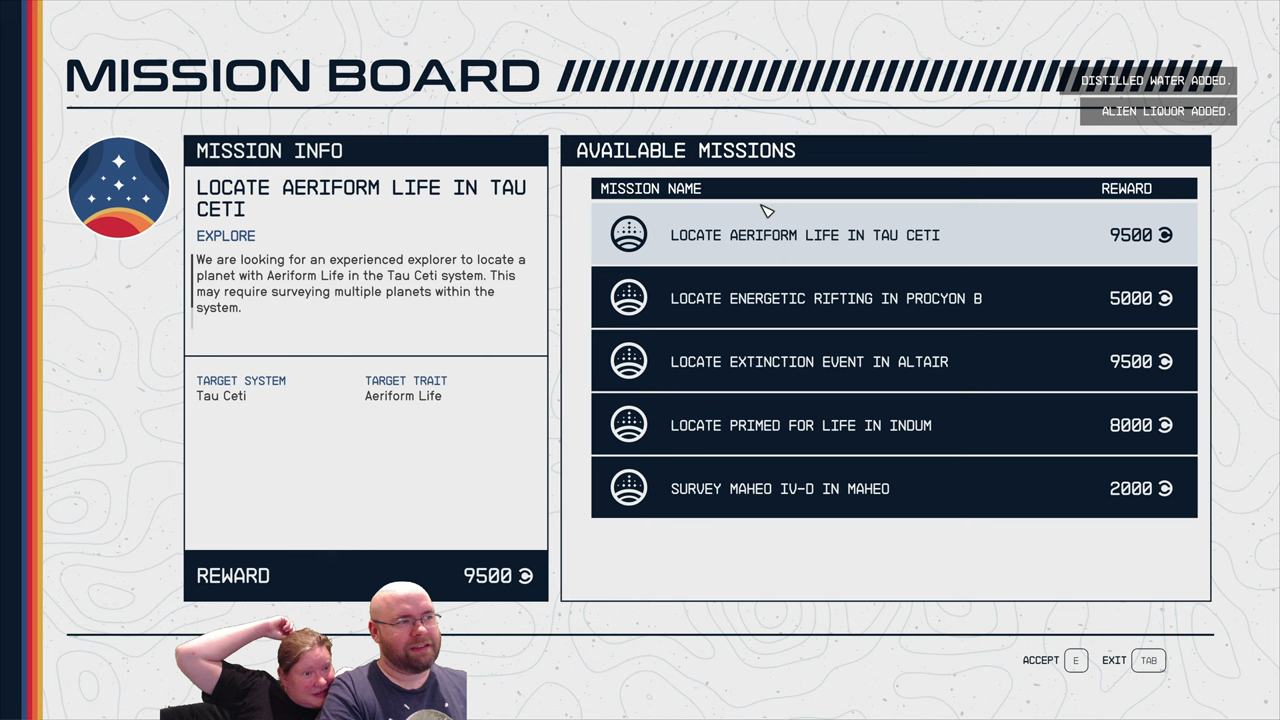 MISSION BOARD
DISTILLED WATER ADDED.
ALIEN LIQUOR ADDED.
MISSION INFO
LOCATE AERIFORM LIFE IN TAU
CETI
EXPLORE
We are looking for an experienced explorer to locate a
planet with Aeriform Life in the Tau Ceti system. This
may require surveying multiple planets within the
system.
TARGET SYSTEM
Tau Ceti
TARGET TRAIT
Aeriform Life
REWARD 9500
AVAILABLE MISSIONS
MISSION NAME REWARD
LOCATE AERIFORM LIFE IN TAU CETI 9500
LOCATE ENERGETIC RIFTING IN PROCYON B 5000
LOCATE EXTINCTION EVENT IN ALTAIR 9500
LOCATE PRIMED FOR LIFE IN INDUM 8000
SURVEY MAHEO IV-D IN MAHEO 2000
ACCEPT E EXIT TAB